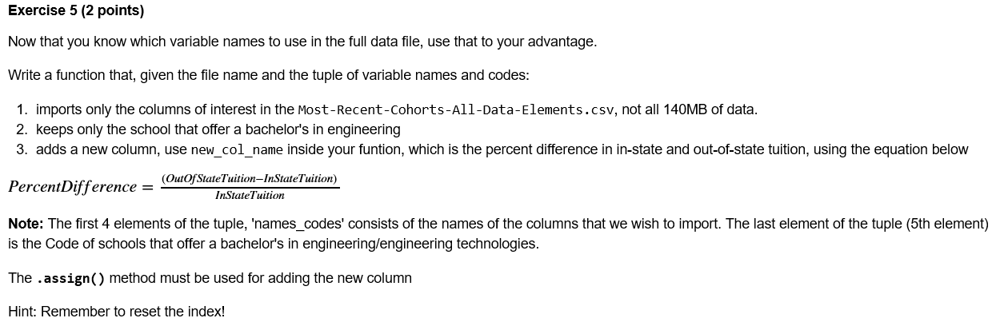 Exercise 5 (2 points)
Now that you know which variable names to use in the full data file, use that to your advantage.
Write a function that, given the file name and the tuple of variable names and codes:
1. imports only the columns of interest in the Most-Recent-Cohorts-All-Data-Elements.csv, not all 140MB of data.
2. keeps only the school that offer a bachelor's in engineering
3. adds a new column, use new_col_name inside your funtion, which is the percent difference in in-state and out-of-state tuition, using the equation below
PercentDifference = (OutOfStateTuition−InStateTuition)
InStateTuition
Note: The first 4 elements of the tuple, 'names_codes' consists of the names of the columns that we wish to import. The last element of the tuple (5th element)
is the Code of schools that offer a bachelor's in engineering/engineering technologies.
The .assign() method must be used for adding the new column
Hint: Remember to reset the index!